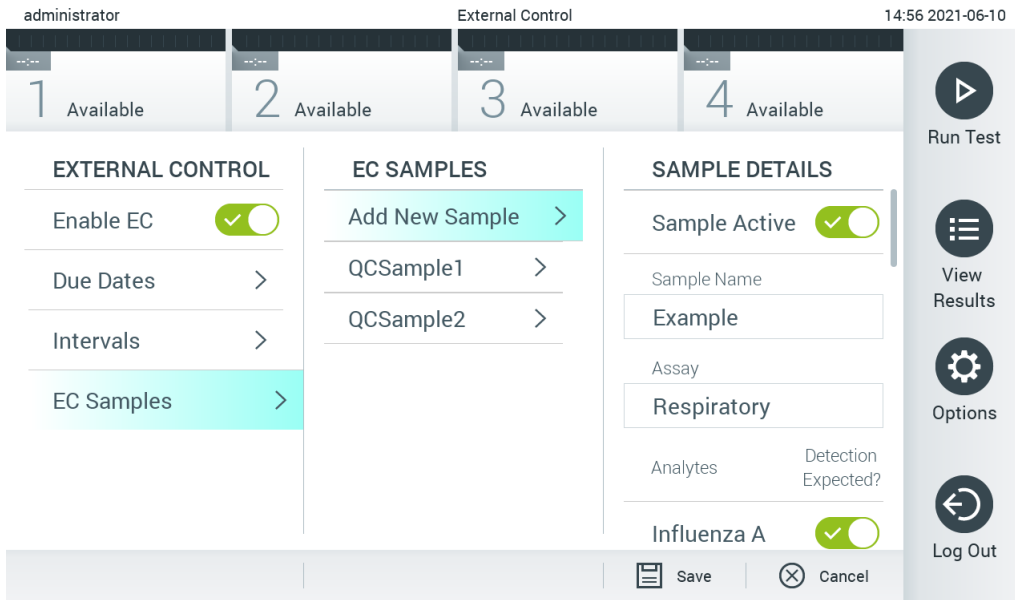 administrator
External Control
14:56 2021-06-10
--:--
1 Available
--:--
2 Available
--:--
3 Available
--:--
4 Available
EXTERNAL CONTROL
Enable EC
Due Dates
Intervals
EC Samples
EC SAMPLES
Add New Sample
QCSample1
QCSample2
SAMPLE DETAILS
Sample Active
Sample Name
Example
Assay
Respiratory
Analytes
Detection
Expected?
Influenza A
Save
Cancel
Run Test
View
Results
Options
Log Out